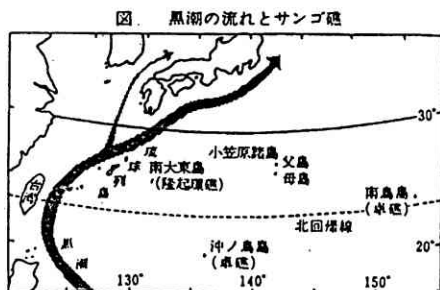 図 黒潮の流れとサンゴ礁
30°
琉球列島
南大東島
(隆起環礁)
小笠原諸島
父島
母島
南鳥島
(卓礁)
台湾
北回帰線
沖ノ鳥島
(卓礁)
20°
黒潮
130°
140°
150°